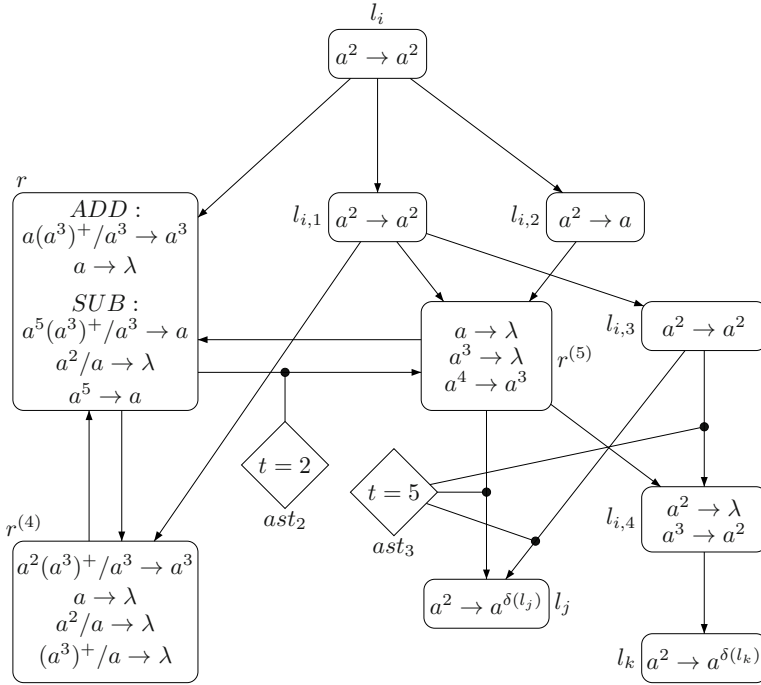 l_i
a^2 → a^2
r
ADD :
a(a^3)^+/a^3 → a^3
a → λ
SUB :
a^5(a^3)^+/a^3 → a
a^2/a → λ
a^5 → a
l_{i,1}
a^2 → a^2
l_{i,2}
a^2 → a
a → λ
a^3 → λ
a^4 → a^3
r^{(5)}
l_{i,3}
a^2 → a^2
t = 2
ast_2
t = 5
ast_3
l_{i,4}
a^2 → λ
a^3 → a^2
r^{(4)}
a^2(a^3)^+/a^3 → a^3
a → λ
a^2/a → λ
(a^3)^+/a → λ
a^2 → a^{δ(l_j)}
l_j
l_k
a^2 → a^{δ(l_k)}